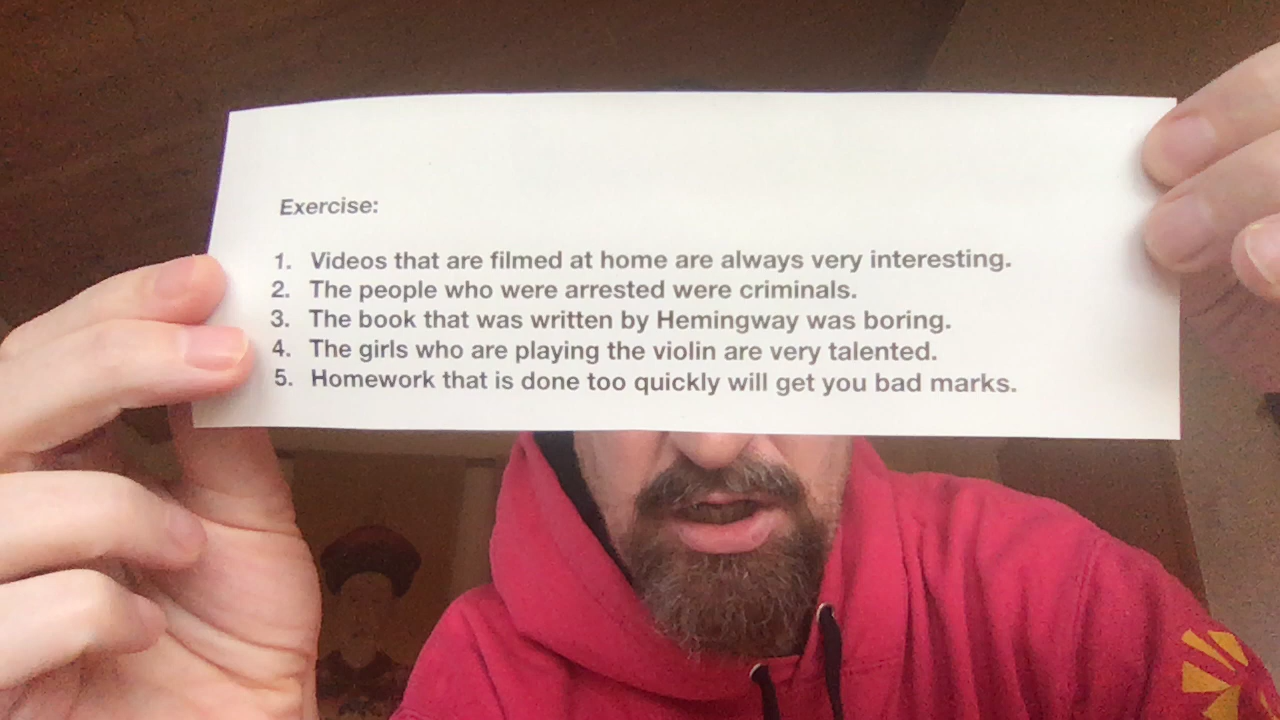 Exercise:
1. Videos that are filmed at home are always very interesting.
2. The people who were arrested were criminals.
3. The book that was written by Hemingway was boring.
4. The girls who are playing the violin are very talented.
5. Homework that is done too quickly will get you bad marks.